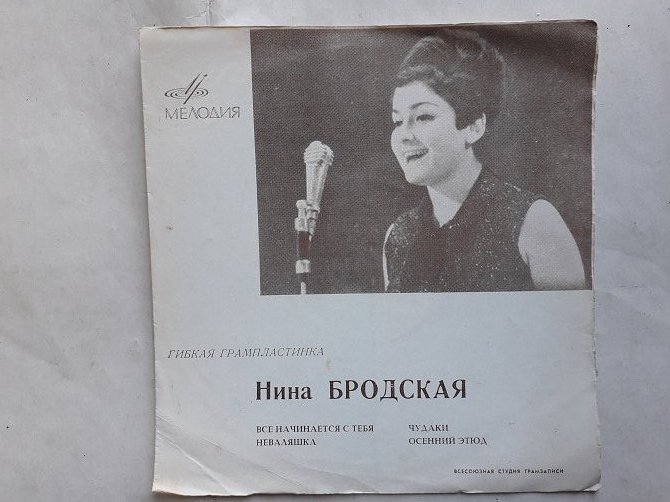 МЕЛОДИЯ
ГИБКАЯ ГРАМПЛАСТИНКА
Нина БРОДСКАЯ
ВСЕ НАЧИНАЕТСЯ С ТЕБЯ
НЕВАЛЯШКА
ЧУДАКИ
ОСЕННИЙ ЭТЮД
ВСЕСОЮЗНАЯ СТУДИЯ ГРАМЗАПИСИ